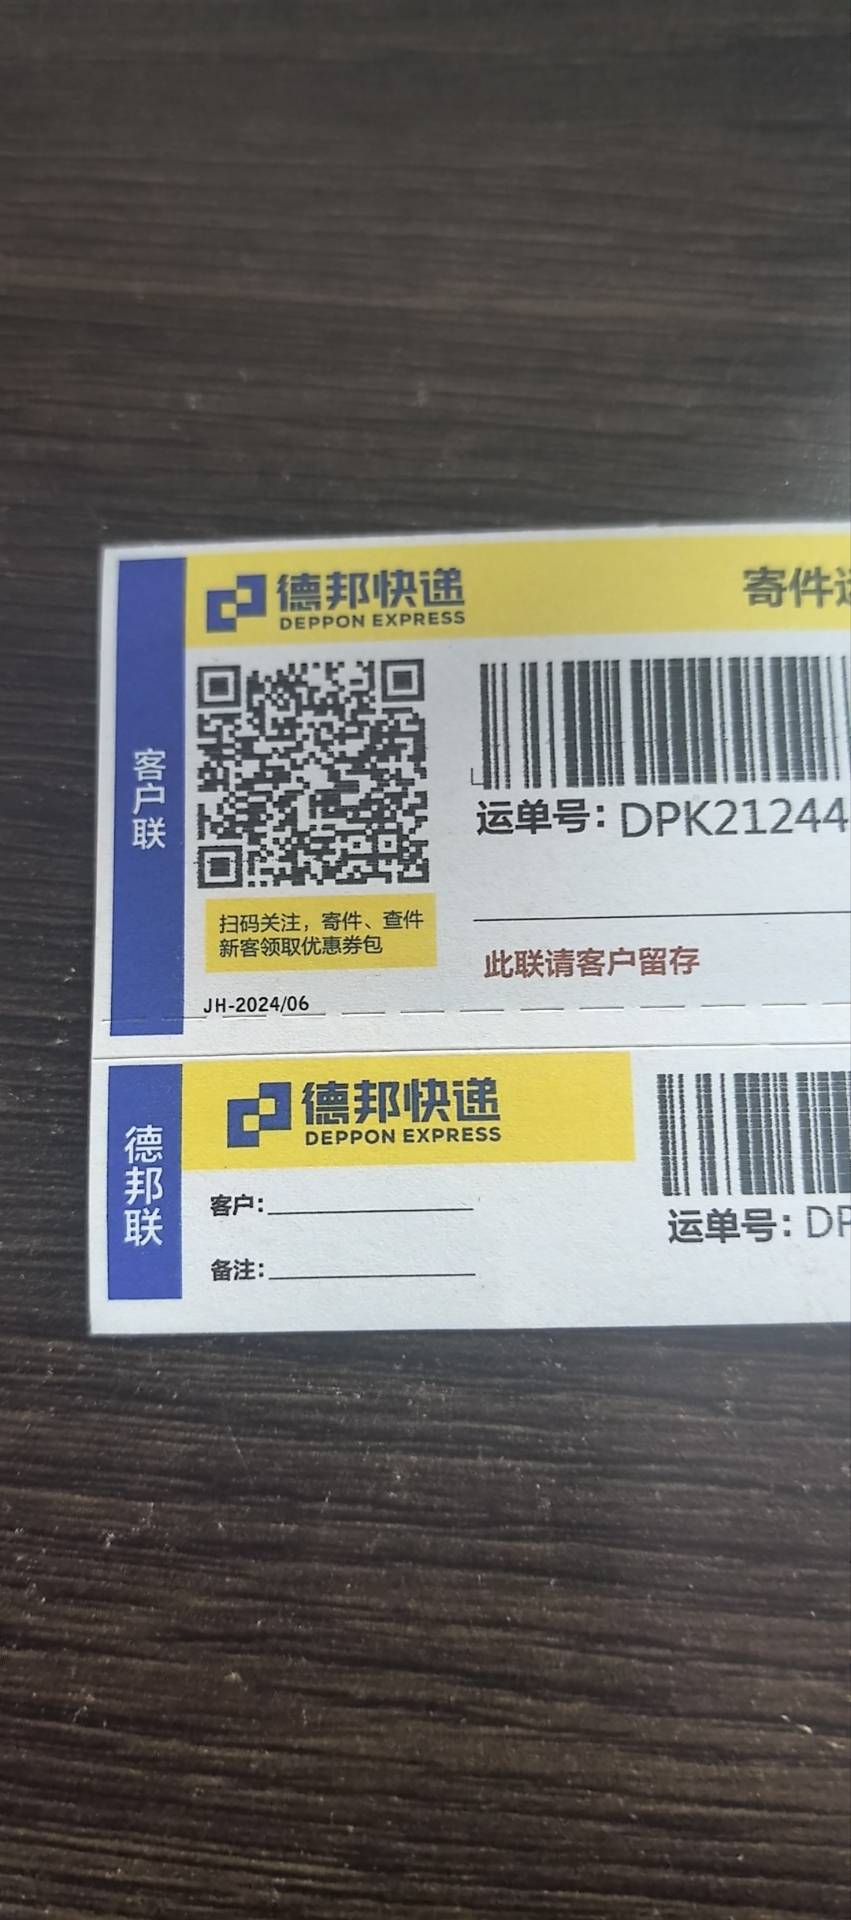 德邦快递
DEPPON EXPRESS
寄件
客户联
运单号：DPK21244
扫码关注，寄件、查件
新客领取优惠券包
此联请客户留存
JH-2024/06
德邦联
德邦快递
DEPPON EXPRESS
客户：
备注：
运单号：DP